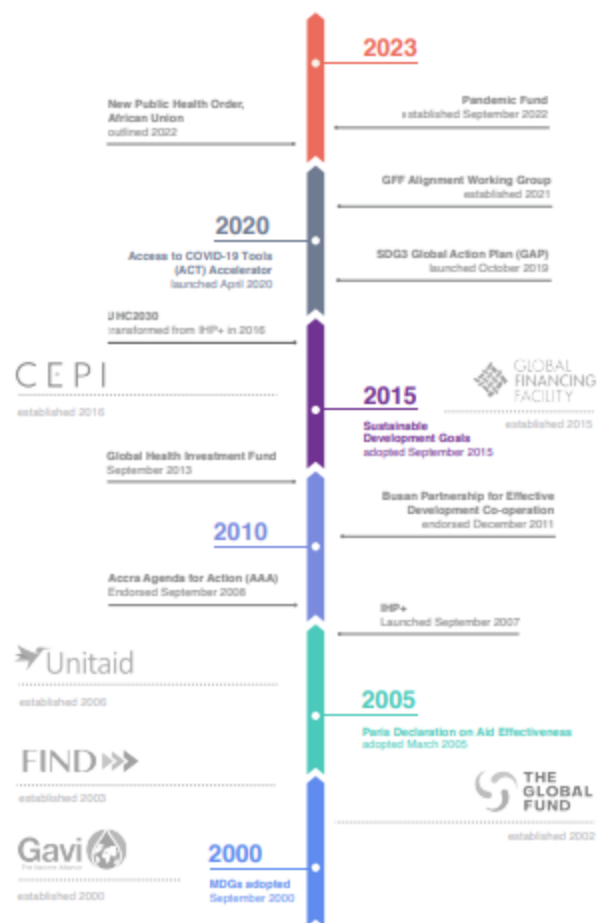 2023
New Public Health Order,
African Union
outlined 2022
Pandemic Fund
established September 2022
GFF Alignment Working Group
established 2021
2020
Access to COVID-19 Tools
(ACT) Accelerator
launched April 2020
SDG3 Global Action Plan (GAP)
launched October 2019
UHC2030
transformed from IHP+ in 2016
CEPI
established 2016
GLOBAL
FINANCING
FACILITY
established 2015
2015
Sustainable
Development Goals
adopted September 2015
Global Health Investment Fund
September 2013
Busan Partnership for Effective
Development Co-operation
endorsed December 2011
2010
Accra Agenda for Action (AAA)
Endorsed September 2008
IHP+
Launched September 2007
Unitaid
established 2006
2005
Paris Declaration on Aid Effectiveness
adopted March 2005
FIND
established 2003
THE
GLOBAL
FUND
established 2002
Gavi
The Vaccine Alliance
established 2000
2000
MDGs adopted
September 2000